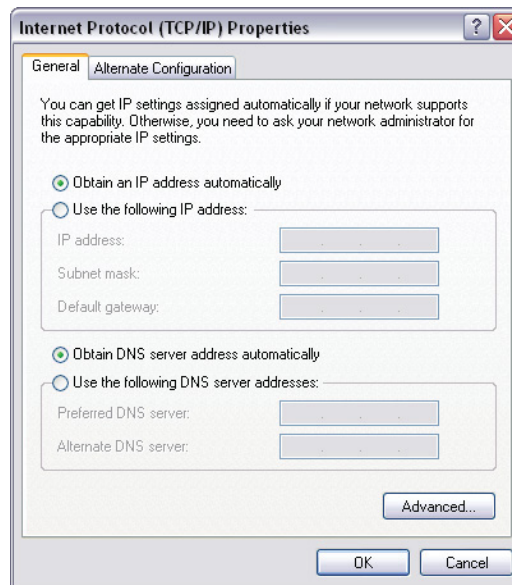 Internet Protocol (TCP/IP) Properties
General
Alternate Configuration
You can get IP settings assigned automatically if your network supports
this capability. Otherwise, you need to ask your network administrator for
the appropriate IP settings.
Obtain an IP address automatically
Use the following IP address:
IP address:
Subnet mask:
Default gateway:
Obtain DNS server address automatically
Use the following DNS server addresses:
Preferred DNS server:
Alternate DNS server:
Advanced...
OK
Cancel